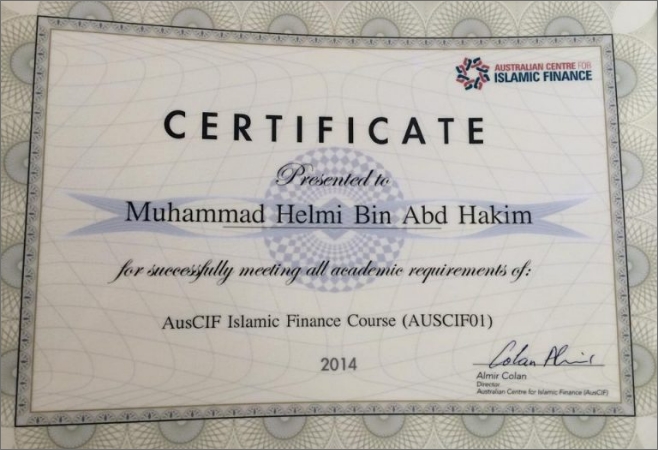 AUSTRALIAN CENTRE FOR
ISLAMIC FINANCE
CERTIFICATE
Presented to
Muhammad Helmi Bin Abd Hakim
for successfully meeting all academic requirements of:
AusCIF Islamic Finance Course (AUSCIF01)
2014
Almir Colan
Director
Australian Centre for Islamic Finance (AusCIF)